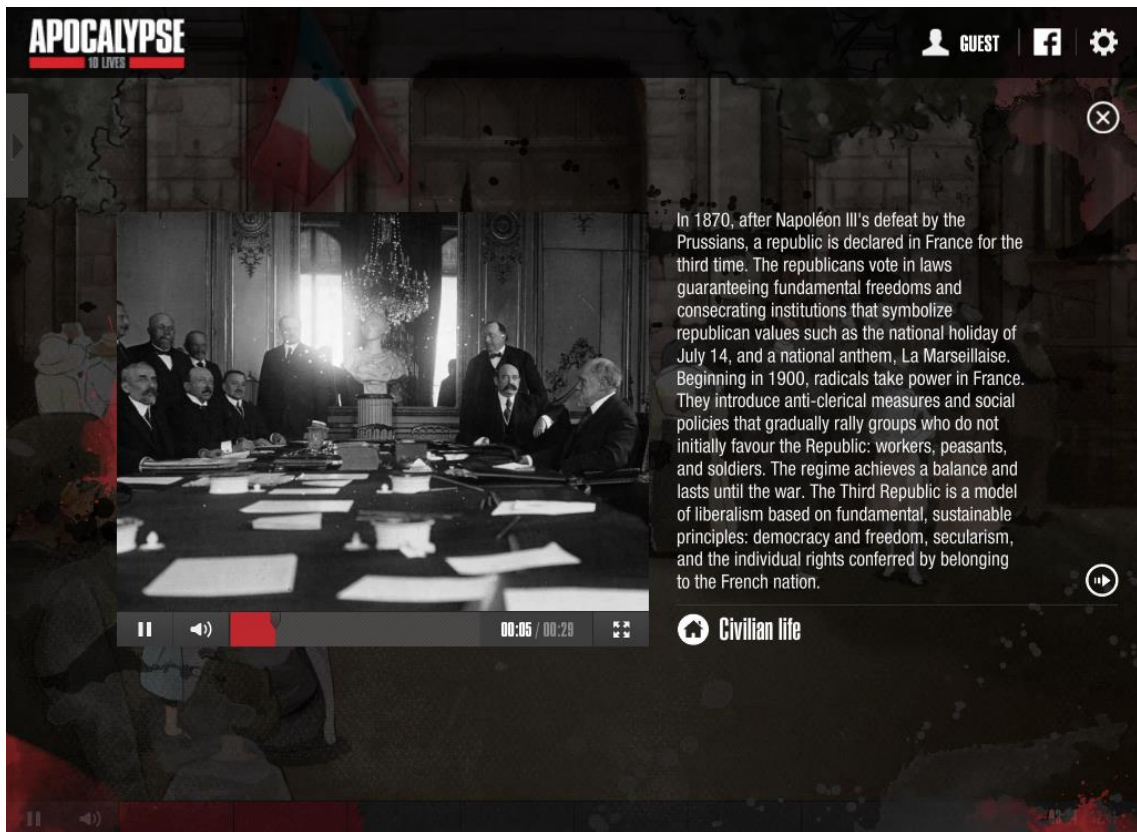 APOCALYPSE
10 LIVES
GUEST
In 1870, after Napoléon III's defeat by the
Prussians, a republic is declared in France for the
third time. The republicans vote in laws
guaranteeing fundamental freedoms and
consecrating institutions that symbolize
republican values such as the national holiday of
July 14, and a national anthem, La Marseillaise.
Beginning in 1900, radicals take power in France.
They introduce anti-clerical measures and social
policies that gradually rally groups who do not
initially favour the Republic: workers, peasants,
and soldiers. The regime achieves a balance and
lasts until the war. The Third Republic is a model
of liberalism based on fundamental, sustainable
principles: democracy and freedom, secularism,
and the individual rights conferred by belonging
to the French nation.
00:05 / 00:29
Civilian life